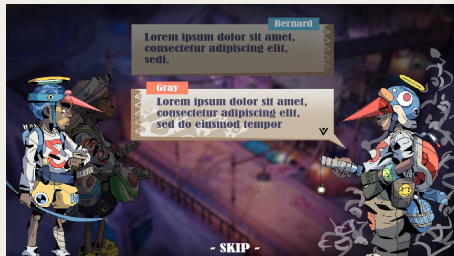 Bernard
Lorem ipsum dolor sit amet,
consectetur adipiscing elit,
sedi.
Gray
Lorem ipsum dolor sit amet,
consectetur adipiscing elit,
sed do eiusmod tempor
- SKIP -